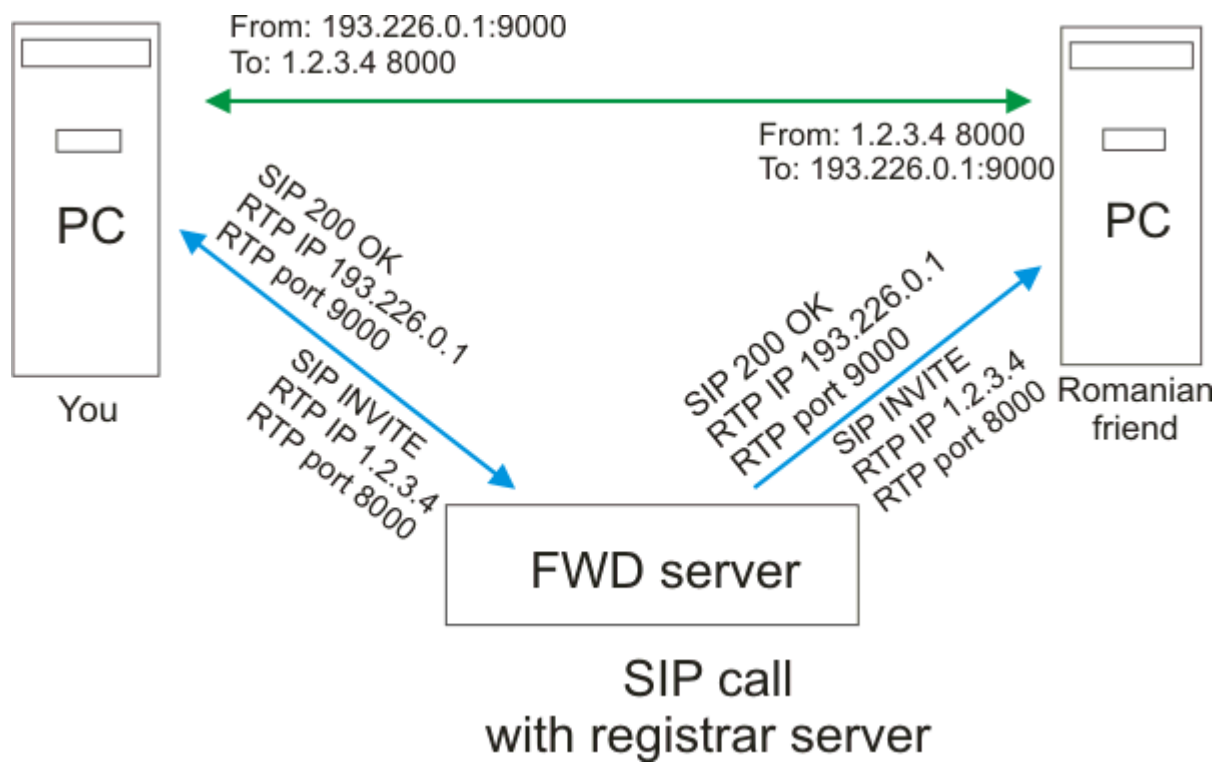 From: 193.226.0.1:9000
To: 1.2.3.4 8000
From: 1.2.3.4 8000
To: 193.226.0.1:9000
PC
You
PC
Romanian
friend
SIP 200 OK
RTP IP 193.226.0.1
RTP port 9000
SIP INVITE
RTP IP 1.2.3.4
RTP port 8000
SIP 200 OK
RTP IP 193.226.0.1
RTP port 9000
SIP INVITE
RTP IP 1.2.3.4
RTP port 8000
FWD server
SIP call
with registrar server